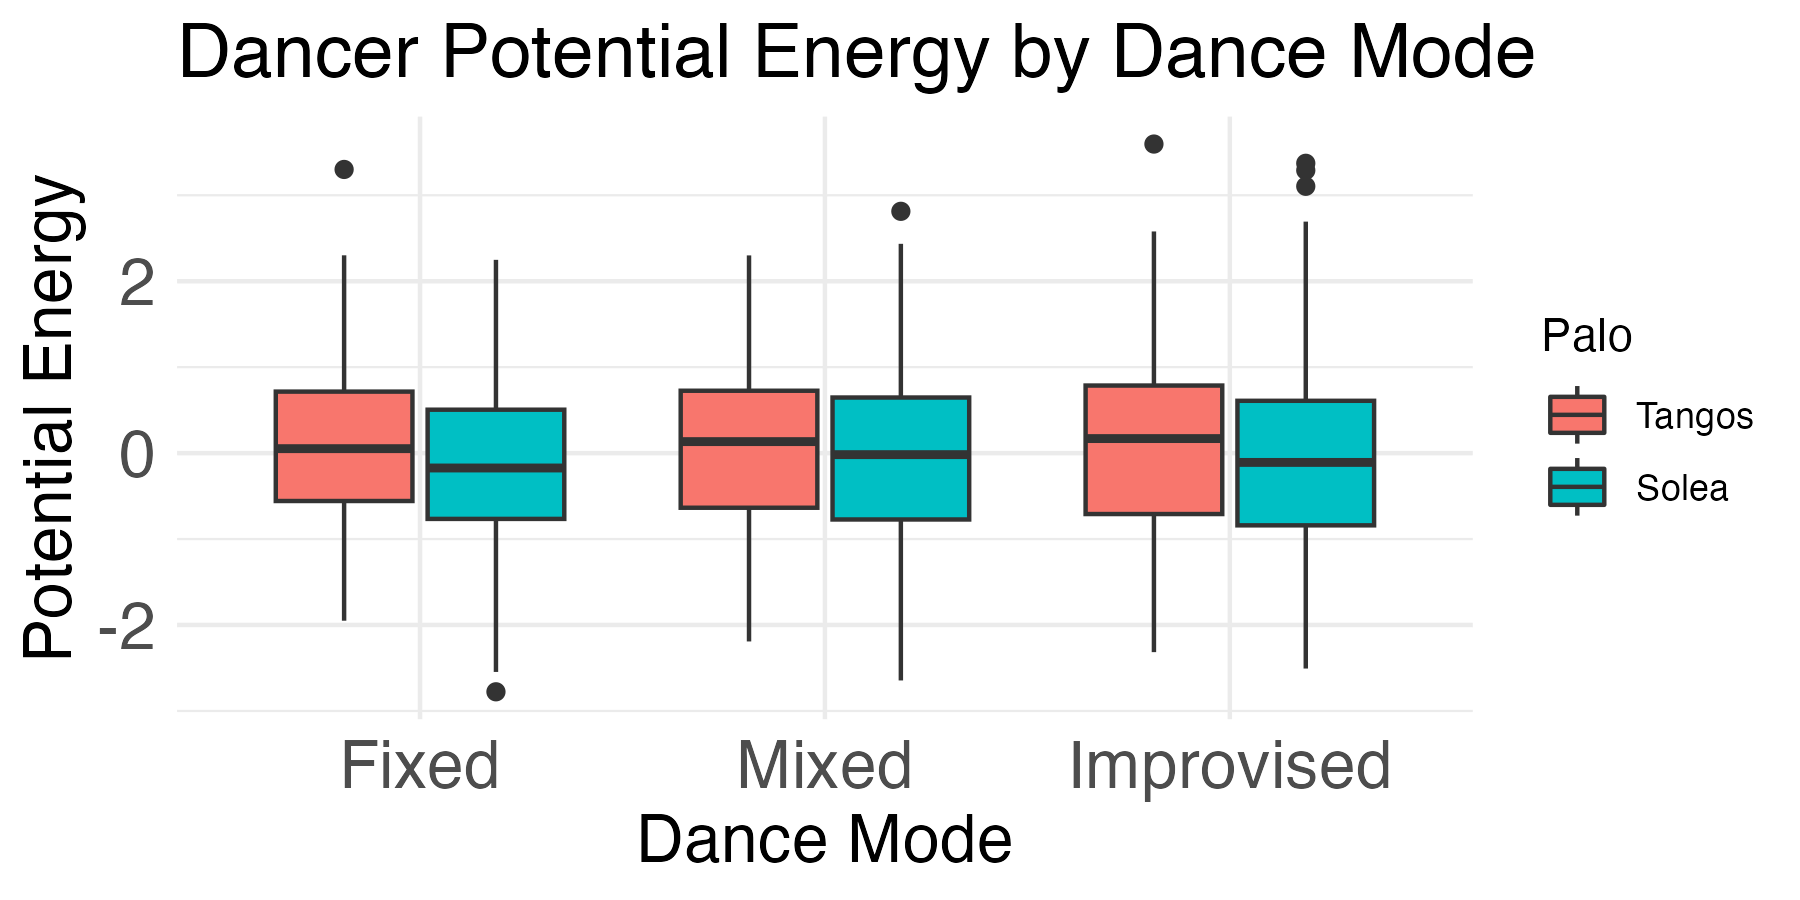 Dancer Potential Energy by Dance Mode
Potential Energy
2
0
-2
Fixed Mixed Improvised
Dance Mode
Palo
Tangos
Solea